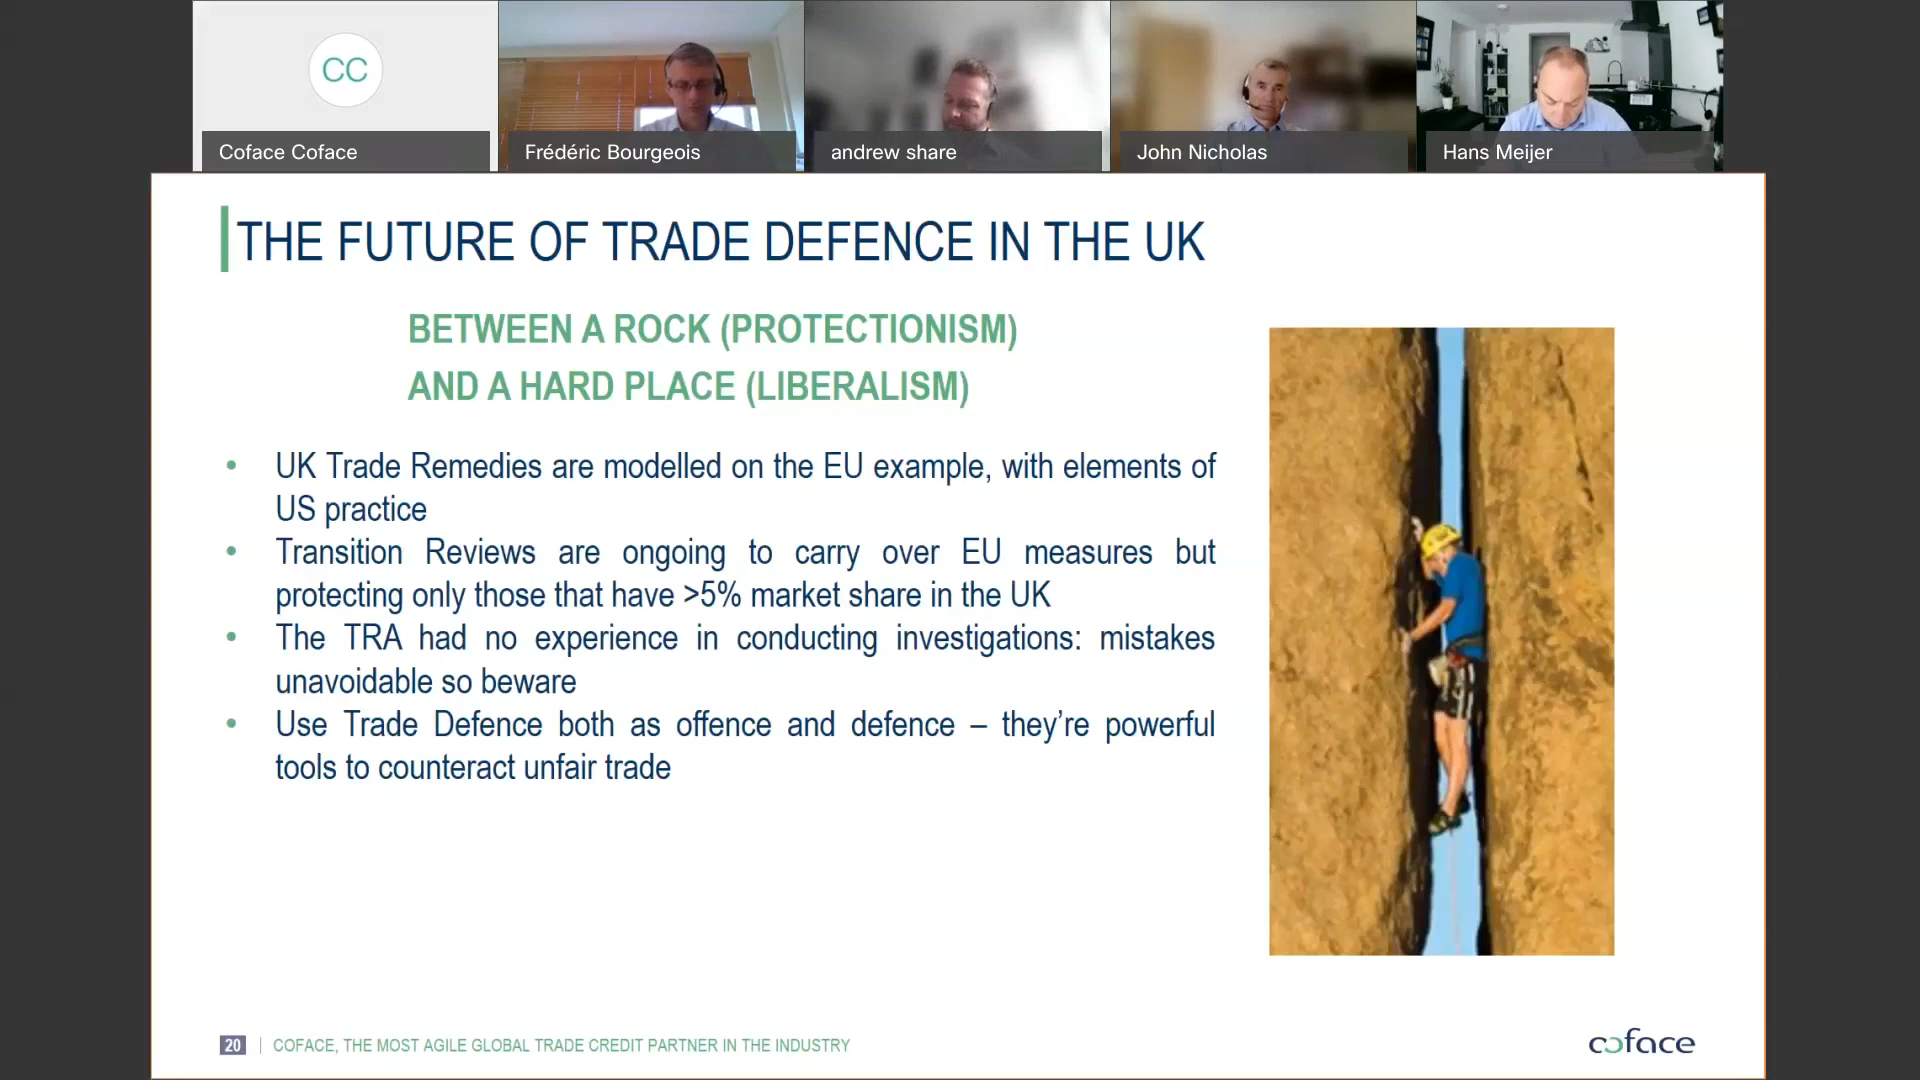 CC
Coface Coface
Frédéric Bourgeois
andrew share
John Nicholas
Hans Meijer
THE FUTURE OF TRADE DEFENCE IN THE UK
BETWEEN A ROCK (PROTECTIONISM)
AND A HARD PLACE (LIBERALISM)
• UK Trade Remedies are modelled on the EU example, with elements of
US practice
• Transition Reviews are ongoing to carry over EU measures but
protecting only those that have >5% market share in the UK
• The TRA had no experience in conducting investigations: mistakes
unavoidable so beware
• Use Trade Defence both as offence and defence – they’re powerful
tools to counteract unfair trade
20 | COFACE, THE MOST AGILE GLOBAL TRADE CREDIT PARTNER IN THE INDUSTRY
coface